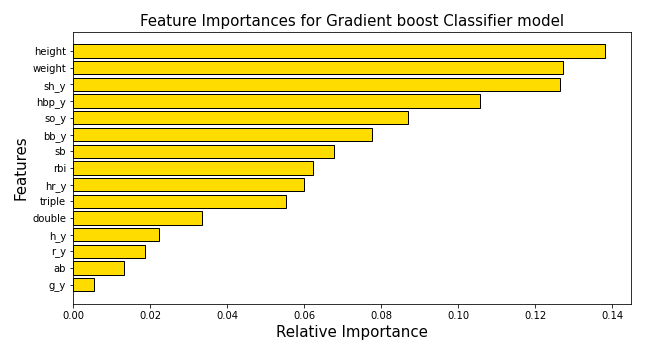 Feature Importances for Gradient boost Classifier model
height
weight
sh_y
hbp_y
so_y
bb_y
sb
rbi
hr_y
triple
double
h_y
r_y
ab
g_y
Features
0.00 0.02 0.04 0.06 0.08 0.10 0.12 0.14
Relative Importance